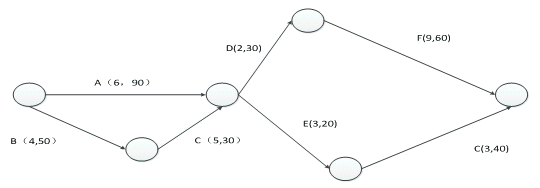 D(2,30)
F(9,60)
A（6，90）
B（4,50）
C（5,30）
E(3,20)
C(3,40)